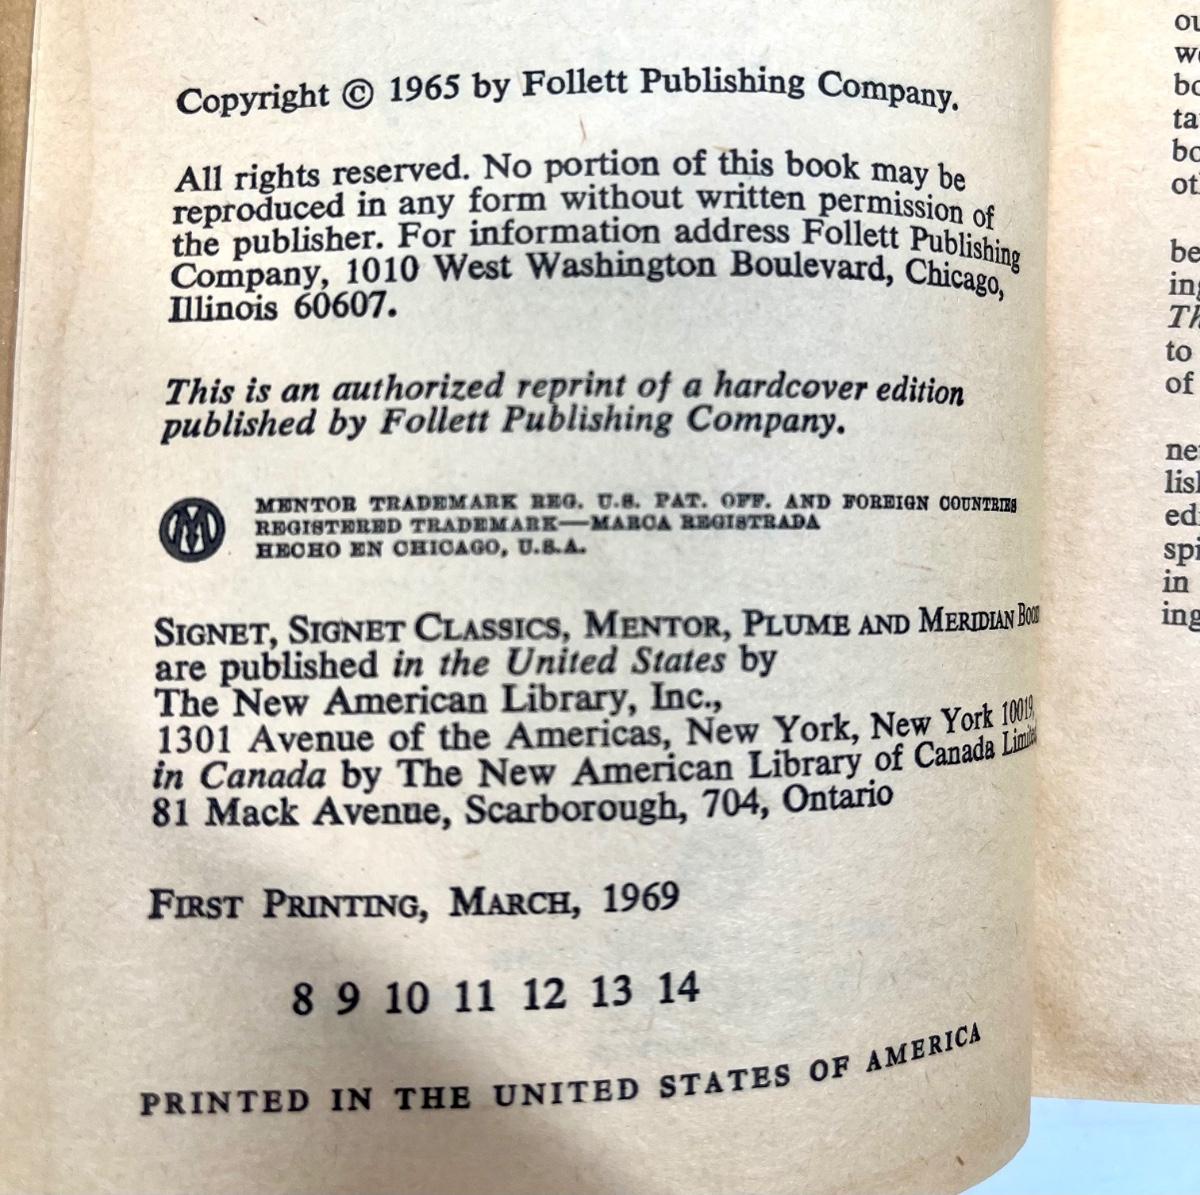 Copyright © 1965 by Follett Publishing Company.
All rights reserved. No portion of this book may be
reproduced in any form without written permission of
the publisher. For information address Follett Publishing
Company, 1010 West Washington Boulevard, Chicago,
Illinois 60607.
This is an authorized reprint of a hardcover edition
published by Follett Publishing Company.
MENTOR TRADEMARK REG. U.S. PAT. OFF. AND FOREIGN COUNTRIES
REGISTERED TRADEMARK—MARCA REGISTRADA
HECHO EN CHICAGO, U.S.A.
SIGNET, SIGNET CLASSICS, MENTOR, PLUME AND MERIDIAN
are published in the United States by
The New American Library, Inc.,
1301 Avenue of the Americas, New York, New York 10019,
in Canada by The New American Library of Canada Limited
81 Mack Avenue, Scarborough, 704, Ontario
FIRST PRINTING, MARCH, 1969
8 9 10 11 12 13 14
PRINTED IN THE UNITED STATES OF AMERICA
be
to
of
in